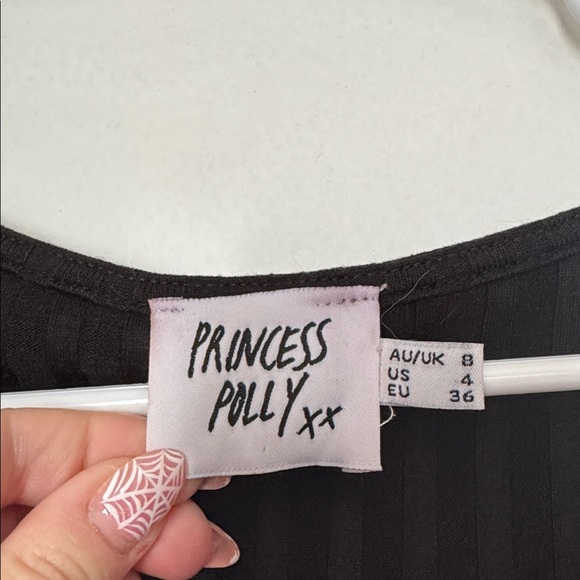 PRINCESS
POLLY xx
AU/UK 8
US 4
EU 36